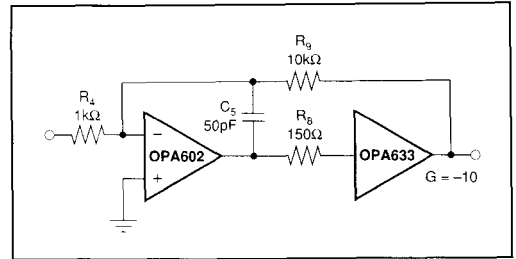 R9
10kΩ
R4
1kΩ
C5
50pF
R8
150Ω
−
OPA602
+
OPA633
G = −10